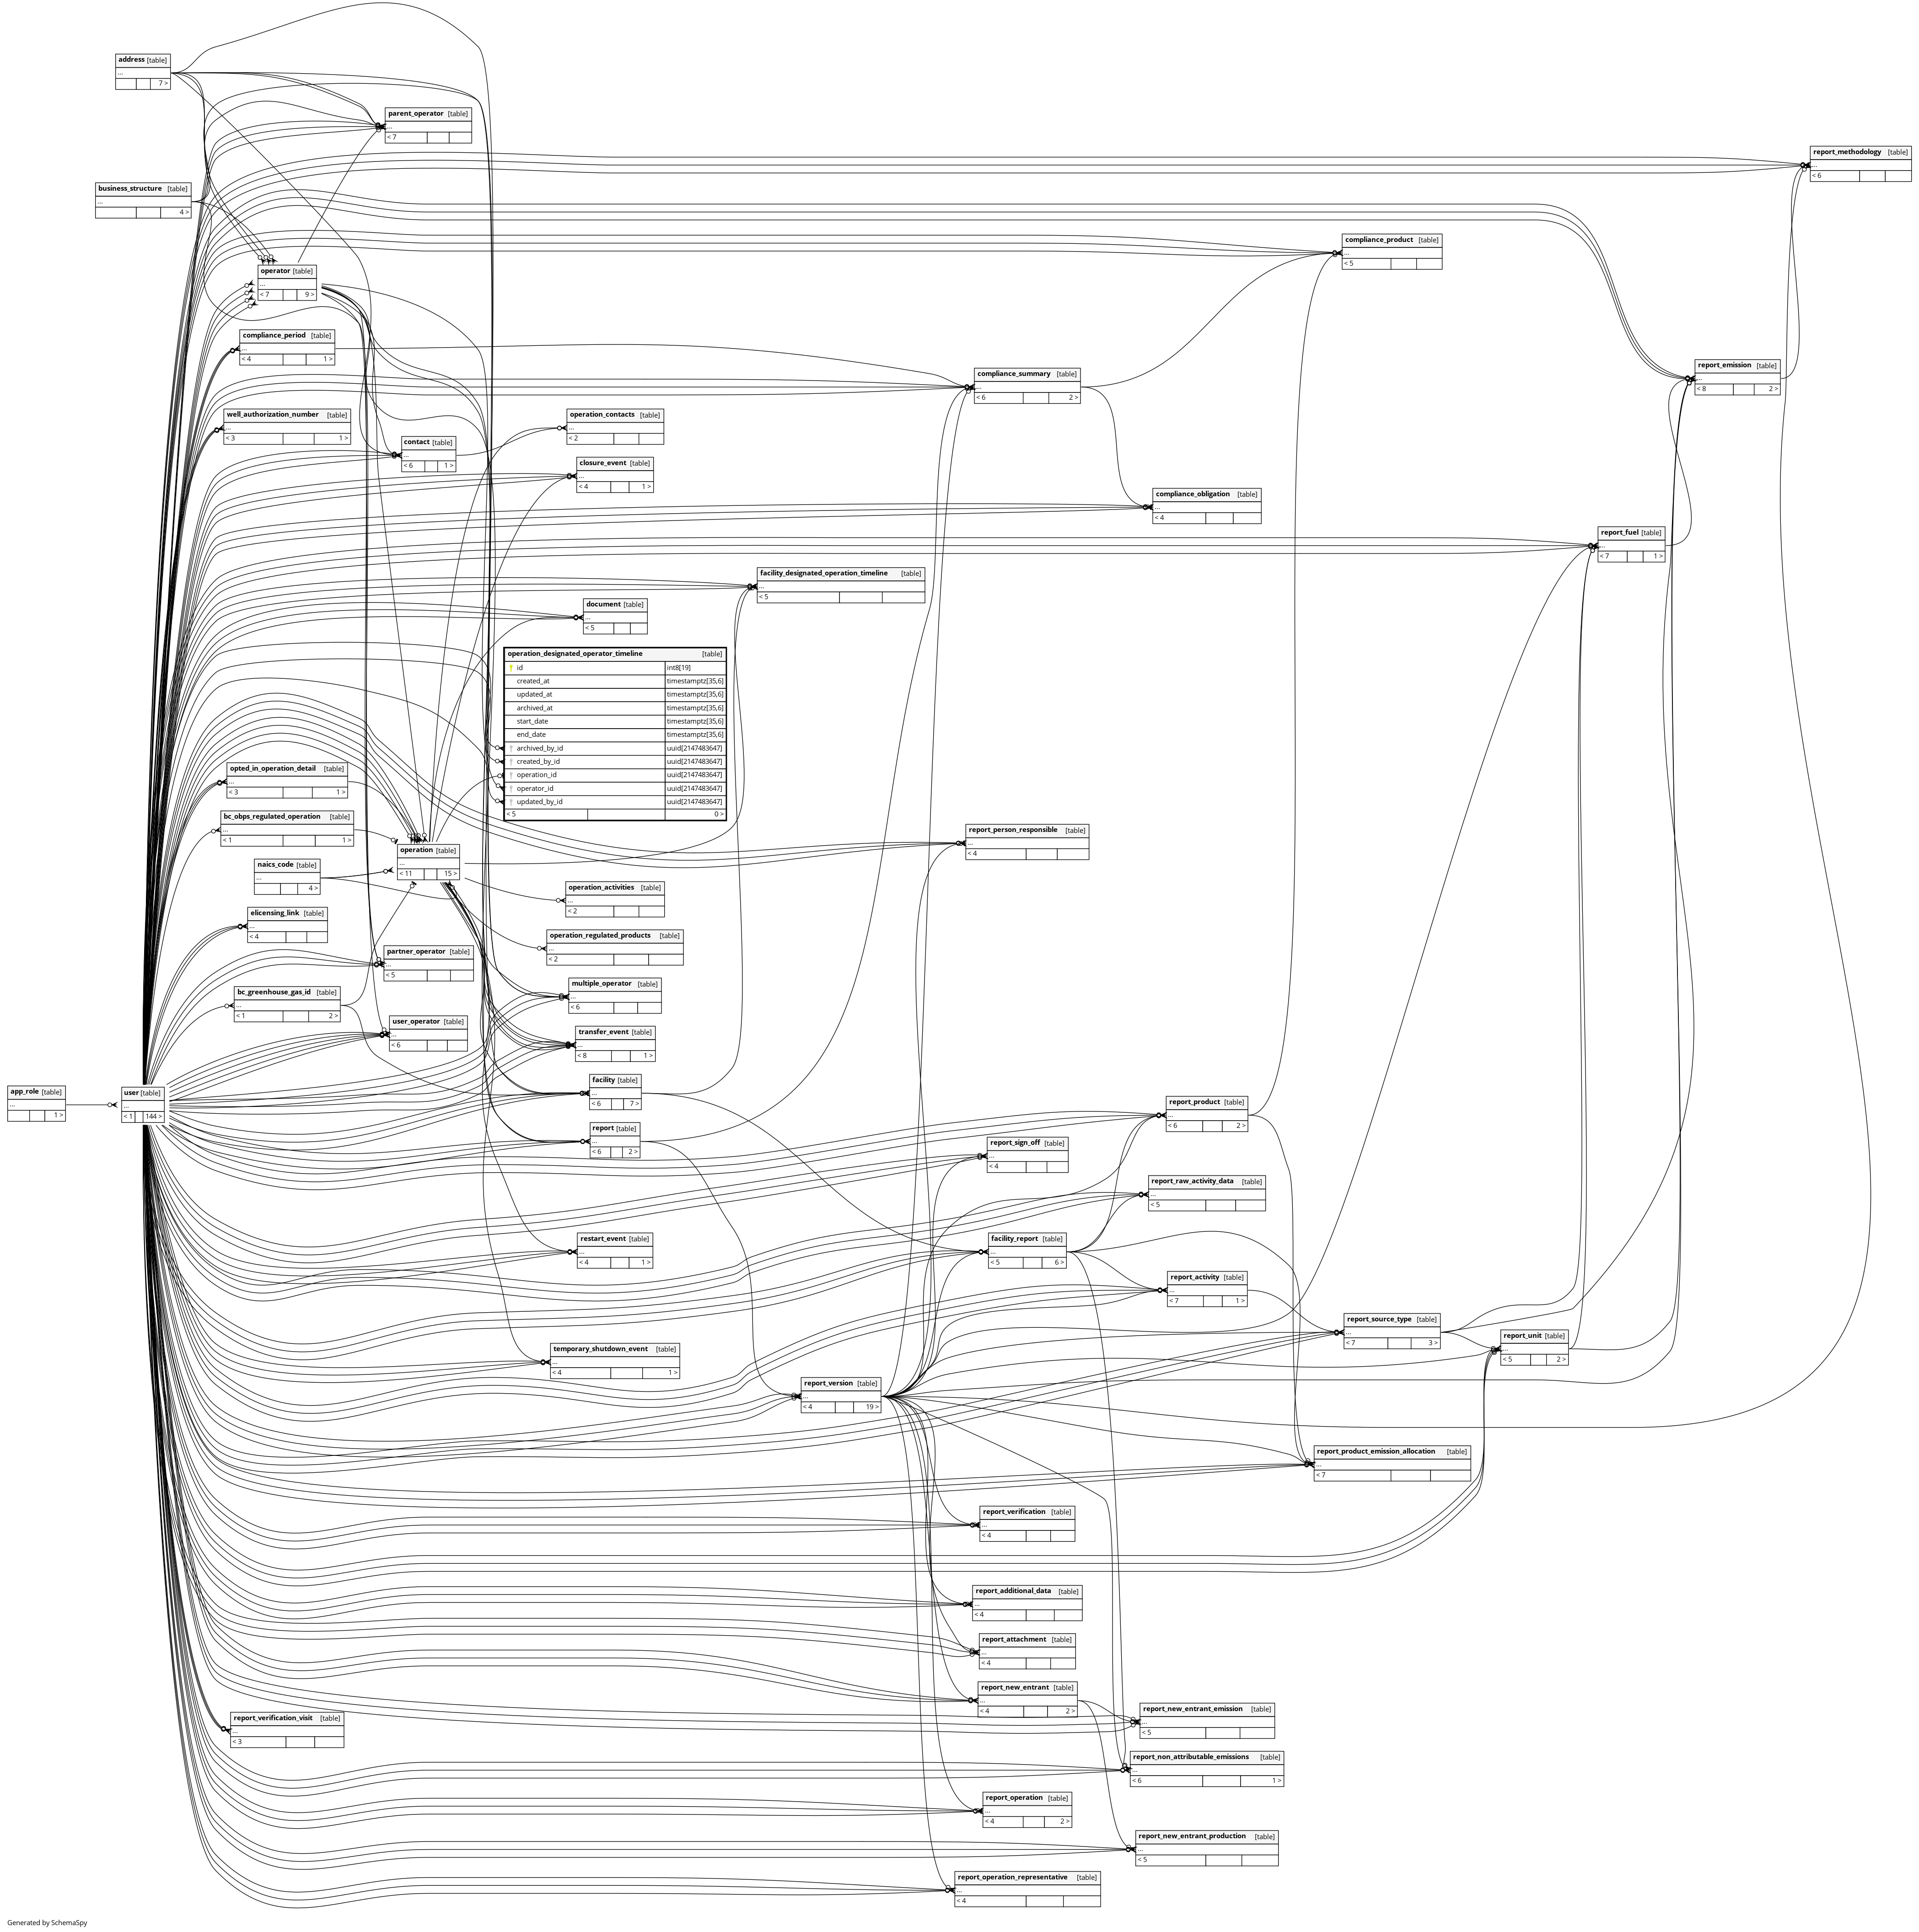 address [table]
...
7 >
parent_operator [table]
...
< 7
report_methodology [table]
...
< 6
business_structure [table]
...
4 >
compliance_product [table]
...
< 5
operator [table]
...
< 7 9 >
compliance_period [table]
...
< 4 1 >
report_emission [table]
...
< 8 2 >
compliance_summary [table]
...
< 6 2 >
well_authorization_number [table]
...
< 3 1 >
operation_contacts [table]
...
< 2
contact [table]
...
< 6 1 >
closure_event [table]
...
< 4 1 >
compliance_obligation [table]
...
< 4
report_fuel [table]
...
< 7 1 >
facility_designated_operation_timeline [table]
...
< 5
document [table]
...
< 5
operation_designated_operator_timeline [table]
id int8[19]
created_at timestamptz[35,6]
updated_at timestamptz[35,6]
archived_at timestamptz[35,6]
start_date timestamptz[35,6]
end_date timestamptz[35,6]
archived_by_id uuid[2147483647]
created_by_id uuid[2147483647]
operation_id uuid[2147483647]
operator_id uuid[2147483647]
updated_by_id uuid[2147483647]
< 5 0 >
opted_in_operation_detail [table]
...
< 3 1 >
bc_obps_regulated_operation [table]
...
< 1 1 >
report_person_responsible [table]
...
< 4
operation [table]
...
< 11 15 >
naics_code [table]
...
4 >
operation_activities [table]
...
< 2
elicensing_link [table]
...
< 4
operation_regulated_products [table]
...
< 2
partner_operator [table]
...
< 5
multiple_operator [table]
...
< 6
bc_greenhouse_gas_id [table]
...
< 1 2 >
user_operator [table]
...
< 6
transfer_event [table]
...
< 8 1 >
facility [table]
...
< 6 7 >
app_role [table]
...
1 >
user [table]
...
< 1 144 >
report_product [table]
...
< 6 2 >
report [table]
...
< 6 2 >
report_sign_off [table]
...
< 4
report_raw_activity_data [table]
...
< 5
restart_event [table]
...
< 4 1 >
facility_report [table]
...
< 5 6 >
report_activity [table]
...
< 7 1 >
report_source_type [table]
...
< 7 3 >
report_unit [table]
...
< 5 2 >
temporary_shutdown_event [table]
...
< 4 1 >
report_version [table]
...
< 4 19 >
report_product_emission_allocation [table]
...
< 7
report_verification [table]
...
< 4
report_additional_data [table]
...
< 4
report_attachment [table]
...
< 4
report_new_entrant [table]
...
< 4 2 >
report_new_entrant_emission [table]
...
< 5
report_verification_visit [table]
...
< 3
report_non_attributable_emissions [table]
...
< 6 1 >
report_operation [table]
...
< 4 2 >
report_new_entrant_production [table]
...
< 5
report_operation_representative [table]
...
< 4
Generated by SchemaSpy